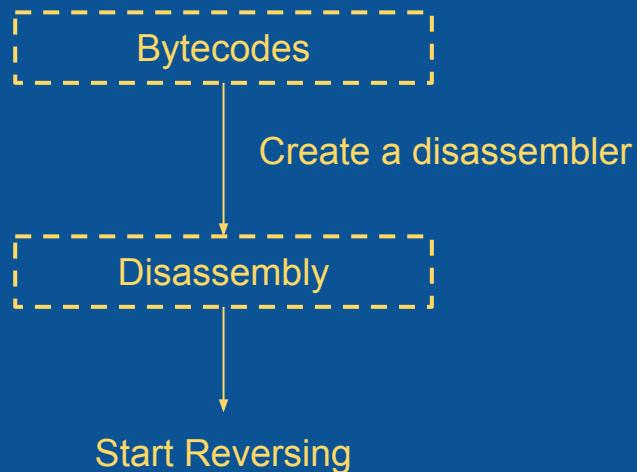 Bytecodes
Create a disassembler
Disassembly
Start Reversing